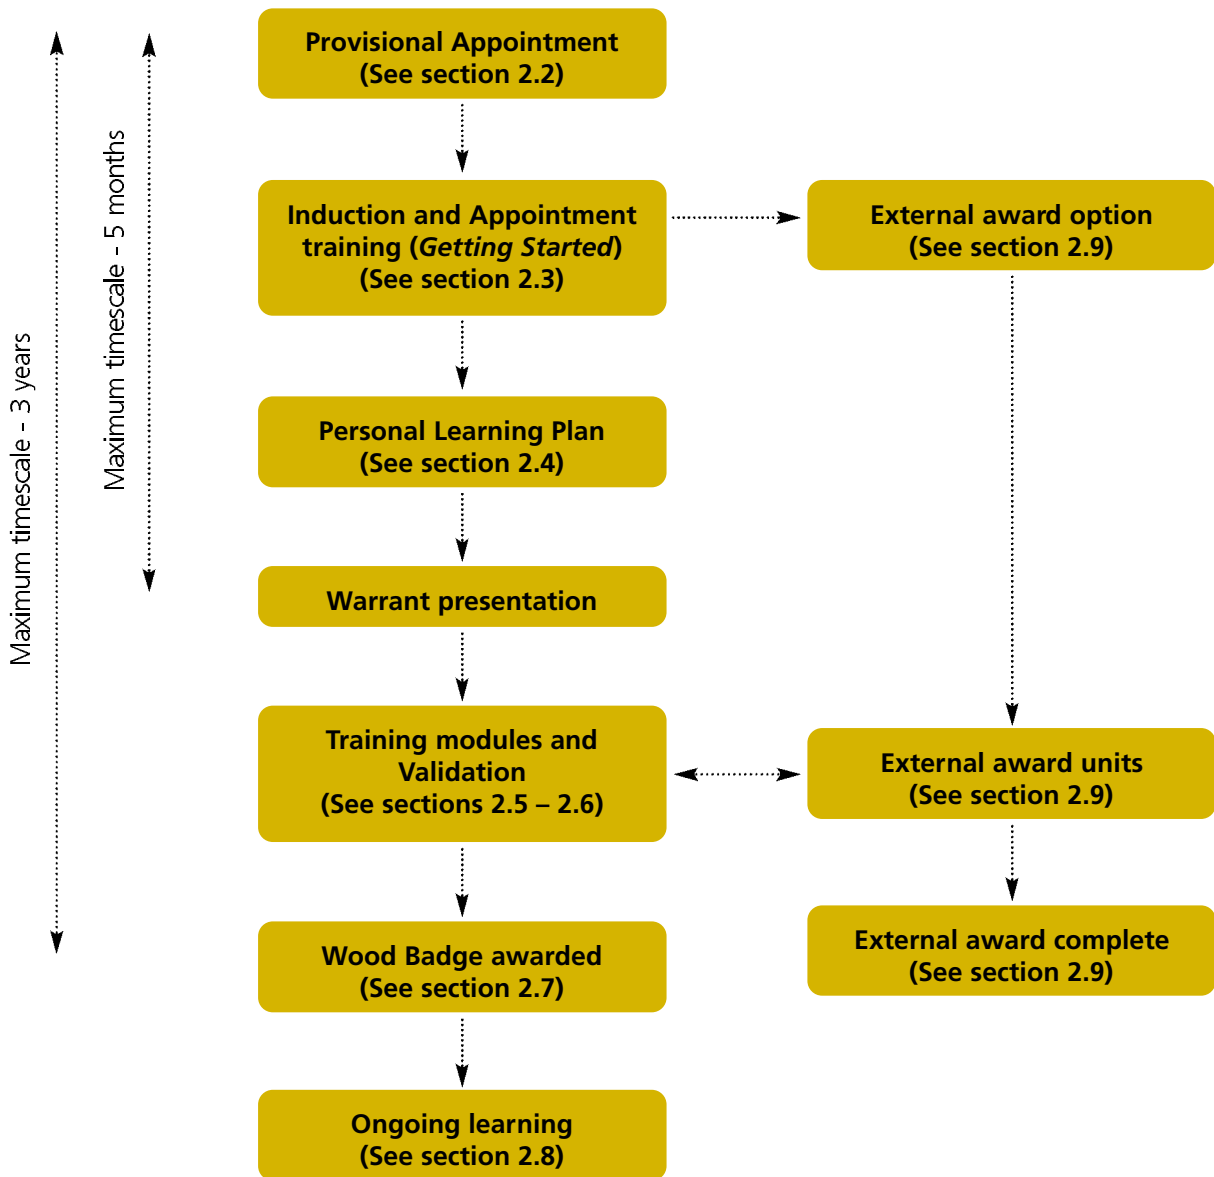 Maximum timescale - 3 years
Maximum timescale - 5 months
Provisional Appointment
(See section 2.2)
Induction and Appointment
training (Getting Started)
(See section 2.3)
External award option
(See section 2.9)
Personal Learning Plan
(See section 2.4)
Warrant presentation
Training modules and
Validation
(See sections 2.5 – 2.6)
External award units
(See section 2.9)
Wood Badge awarded
(See section 2.7)
External award complete
(See section 2.9)
Ongoing learning
(See section 2.8)